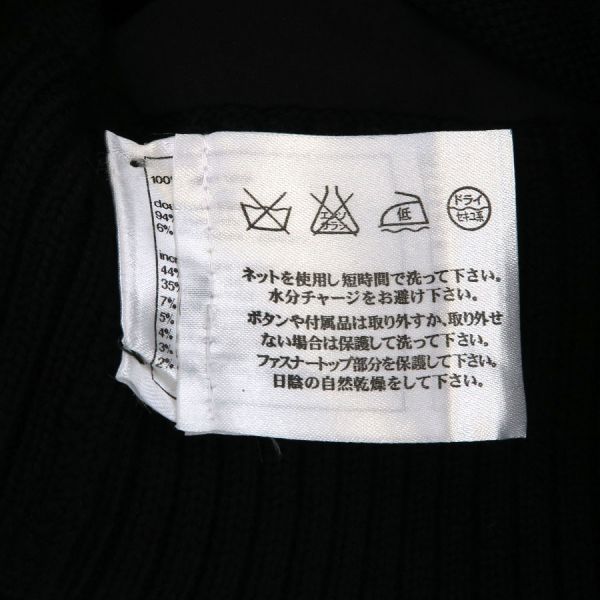 100%
94%
6%
44%
35%
7%
5%
4%
3%
2%
エンソ
サラシ
低
ドライ
セキユ系
ネットを使用し短時間で洗って下さい。
水分チャージをお避け下さい。
ボタンや付属品は取り外すか、取り外せ
ない場合は保護して洗って下さい。
ファスナートップ部分を保護して下さい。
日陰の自然乾燥をして下さい。